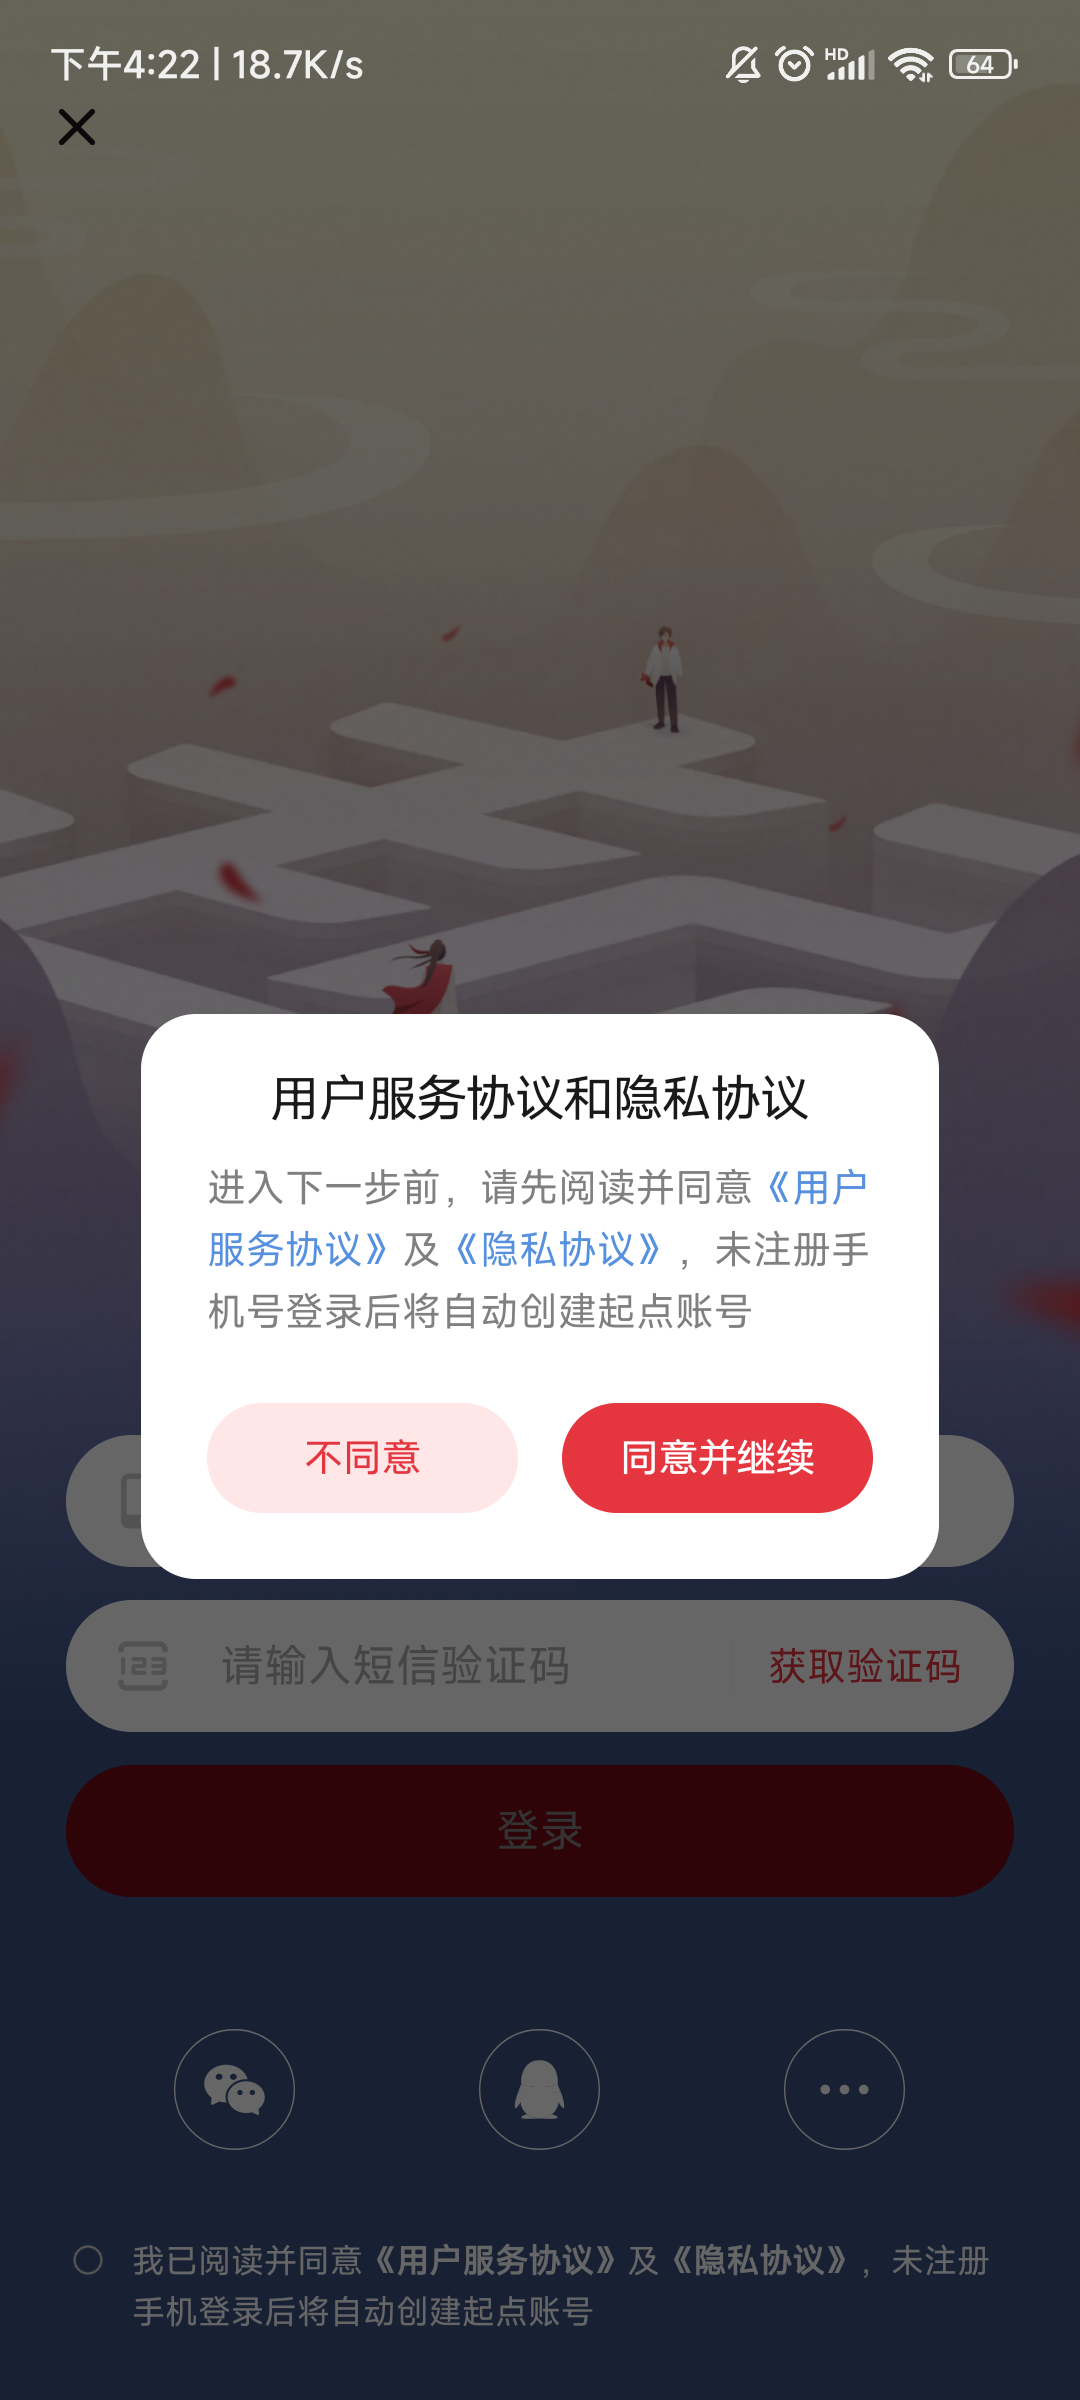 下午4:22 | 18.7K/s
HD
64
用户服务协议和隐私协议
进入下一步前，请先阅读并同意《用户
服务协议》及《隐私协议》，未注册手
机号登录后将自动创建起点账号
不同意
同意并继续
123
请输入短信验证码
获取验证码
登录
我已阅读并同意《用户服务协议》及《隐私协议》，未注册
手机登录后将自动创建起点账号